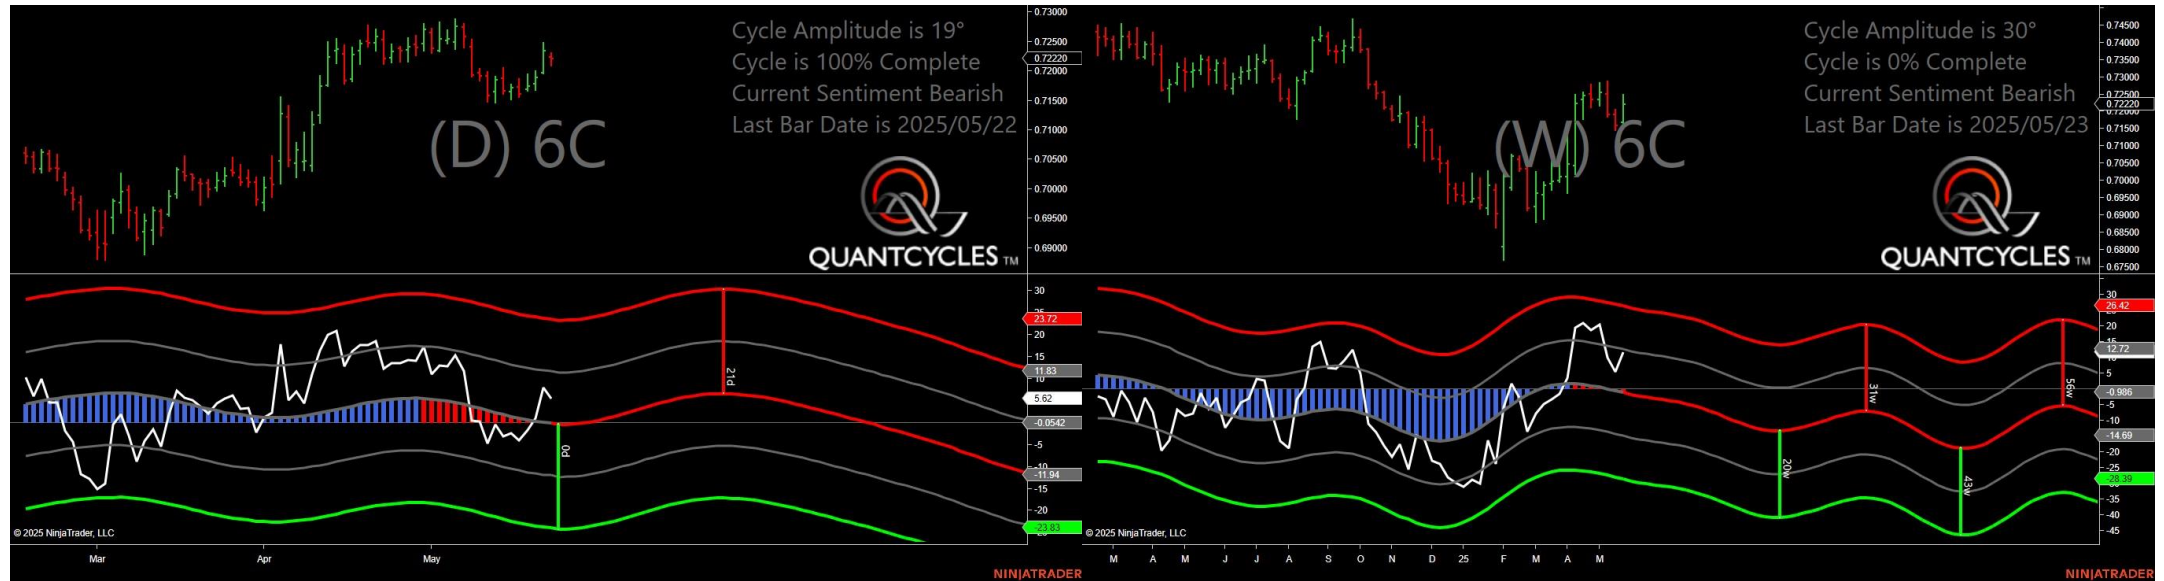 Cycle Amplitude is 19°
Cycle is 100% Complete
Current Sentiment Bearish
Last Bar Date is 2025/05/22
(D) 6C
QUANTCYCLES TM
0.73000
0.72500
0.72220
0.72000
0.71500
0.71000
0.70500
0.70000
0.69500
0.69000
21d
0d
30
23.72
20
15
11.83
10
5.62
-0.0542
-5
-10
-11.94
-15
-20
-23.83
© 2025 NinjaTrader, LLC
Mar Apr May
NINJATRADER
Cycle Amplitude is 30°
Cycle is 0% Complete
Current Sentiment Bearish
Last Bar Date is 2025/05/23
(W) 6C
QUANTCYCLES TM
0.74500
0.74000
0.73500
0.73000
0.72500
0.72220
0.71500
0.71000
0.70500
0.70000
0.69500
0.69000
0.68500
0.68000
0.67500
31w
56w
20w
43w
30
26.42
20
15
12.72
5
-0.986
-5
-10
-14.69
-20
-25
-28.39
-35
-40
-45
© 2025 NinjaTrader, LLC
M A M J J A S O N D 25 F M A M
NINJATRADER